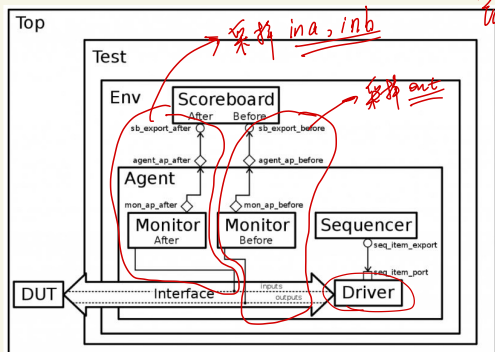 Top
采样 ina, inb
Test
Env
Scoreboard
After Before
采样 out
sb_export_after sb_export_before
agent_ap_after agent_ap_before
Agent
mon_ap_after mon_ap_before
Monitor
After
Monitor
Before
Sequencer
seq_item_export
seq_item_port
DUT
Interface
inputs
outputs
Driver